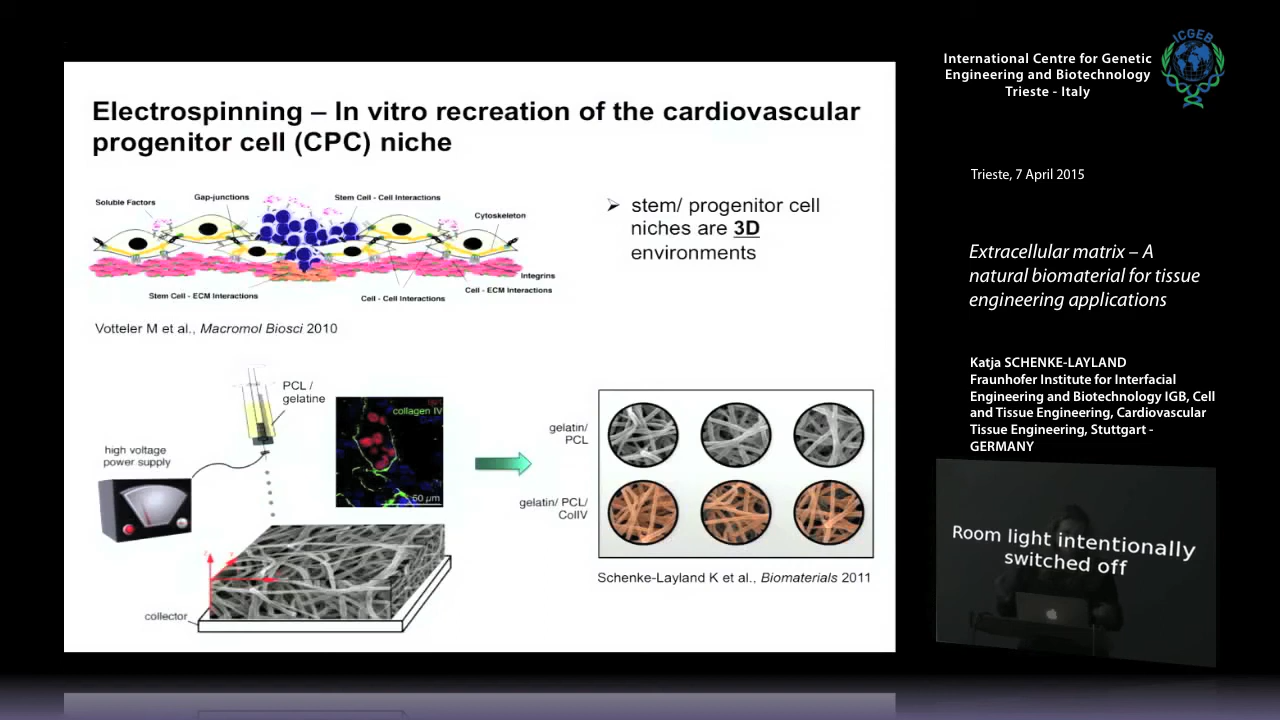 Electrospinning – In vitro recreation of the cardiovascular
progenitor cell (CPC) niche
Soluble Factors
Gap-junctions
Stem Cell - Cell Interactions
Cytoskeleton
Integrins
Cell - ECM Interactions
Stem Cell - ECM Interactions
Cell - Cell Interactions
Votteler M et al., Macromol Biosci 2010
➢ stem/ progenitor cell
niches are 3D
environments
PCL /
gelatine
high voltage
power supply
collagen IV
50 µm
collector
gelatin/
PCL
gelatin/ PCL/
ColIV
Schenke-Layland K et al., Biomaterials 2011
International Centre for Genetic
Engineering and Biotechnology
Trieste - Italy
ICGEB
Trieste, 7 April 2015
Extracellular matrix – A
natural biomaterial for tissue
engineering applications
Katja SCHENKE-LAYLAND
Fraunhofer Institute for Interfacial
Engineering and Biotechnology IGB, Cell
and Tissue Engineering, Cardiovascular
Tissue Engineering, Stuttgart -
GERMANY
Room light intentionally
switched off